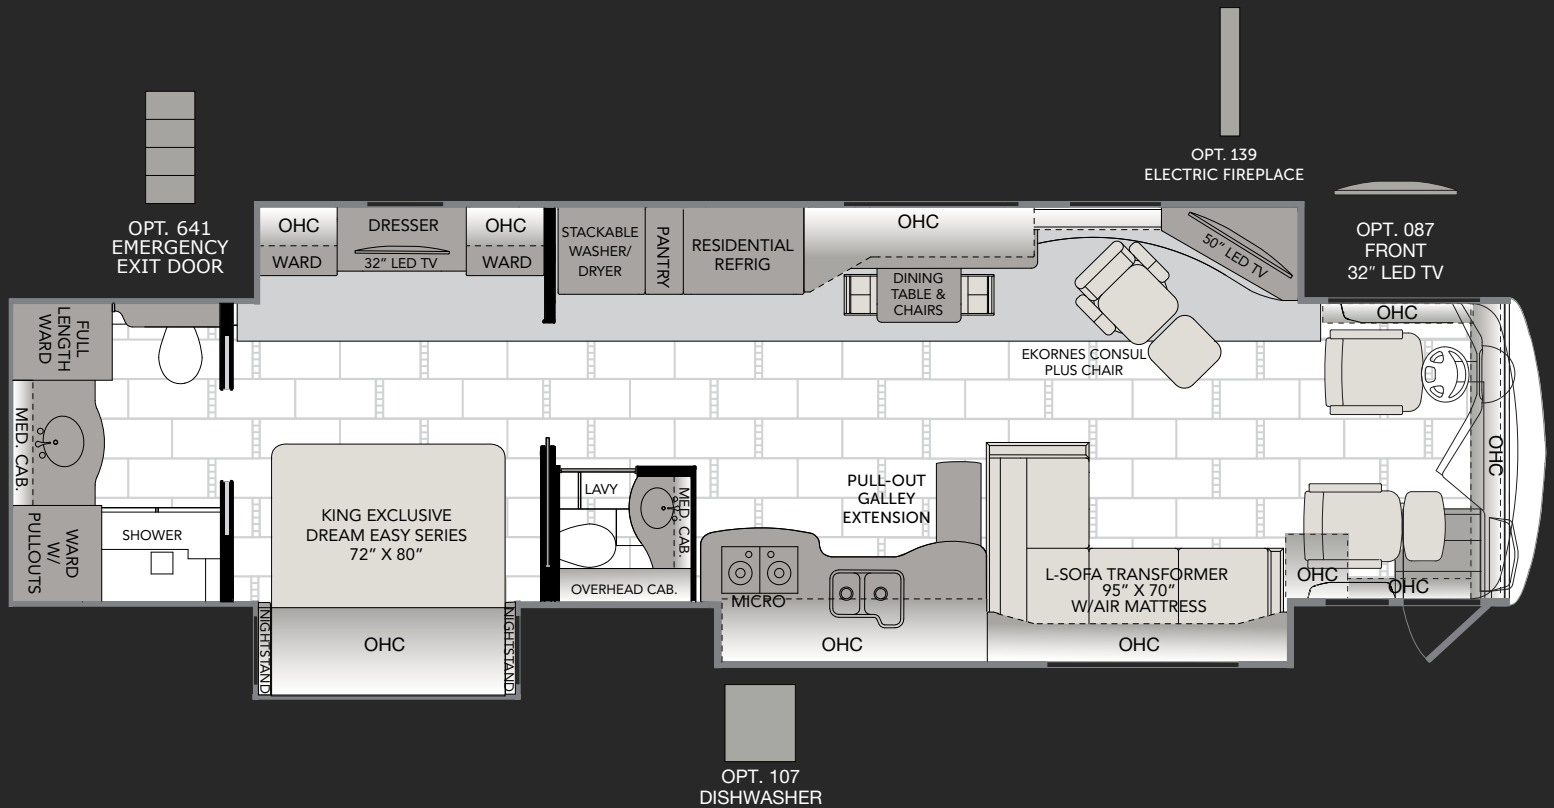 OPT. 139
ELECTRIC FIREPLACE
OPT. 641
EMERGENCY
EXIT DOOR
OPT. 087
FRONT
32" LED TV
OHC
WARD
DRESSER
32" LED TV
OHC
WARD
STACKABLE
WASHER/
DRYER
PANTRY
RESIDENTIAL
REFRIG
OHC
DINING
TABLE &
CHAIRS
50" LED TV
EKORNES CONSUL
PLUS CHAIR
OHC
OHC
FULL
LENGTH
WARD
MED. CAB.
WARD
W/
PULLOUTS
SHOWER
KING EXCLUSIVE
DREAM EASY SERIES
72" X 80"
NIGHTSTAND
OHC
NIGHTSTAND
LAVY
MED. CAB.
OVERHEAD CAB.
PULL-OUT
GALLEY
EXTENSION
MICRO
OHC
L-SOFA TRANSFORMER
95" X 70"
W/AIR MATTRESS
OHC
OHC
OHC
OPT. 107
DISHWASHER